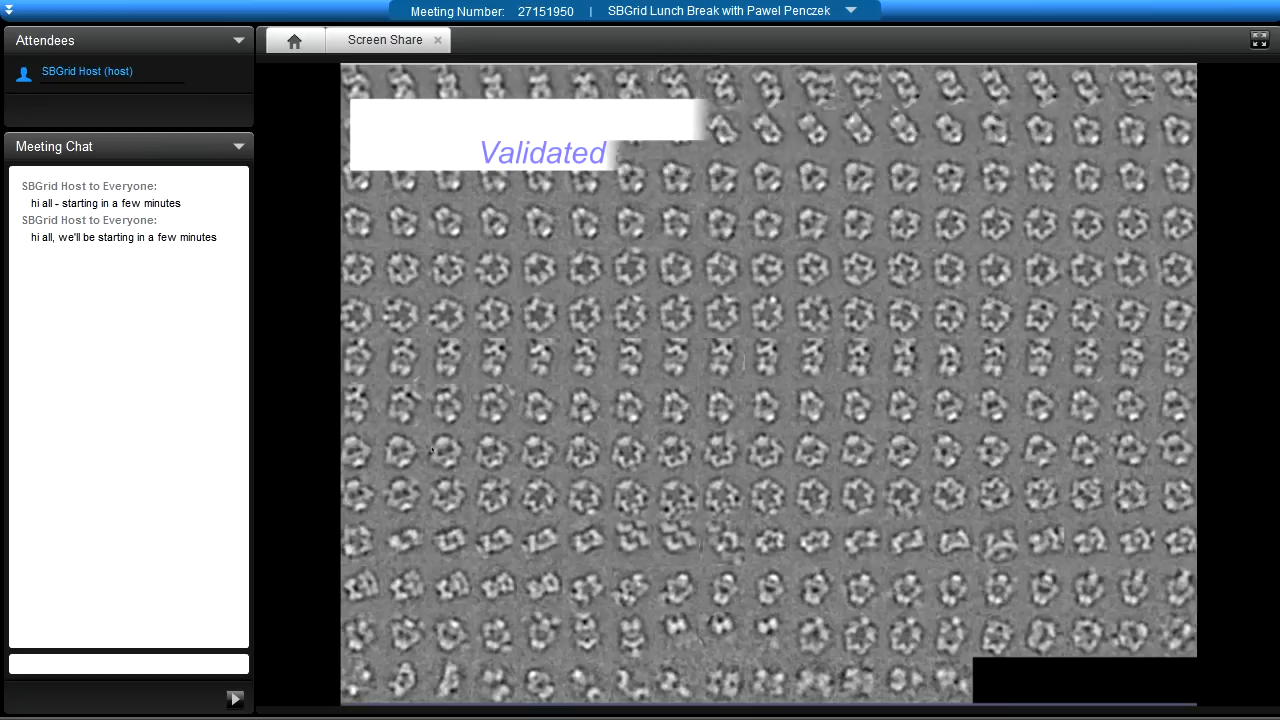 Meeting Number: 27151950 | SBGrid Lunch Break with Pawel Penczek
Attendees
SBGrid Host (host)
Meeting Chat
SBGrid Host to Everyone:
hi all - starting in a few minutes
SBGrid Host to Everyone:
hi all, we'll be starting in a few minutes
Screen Share
Validated